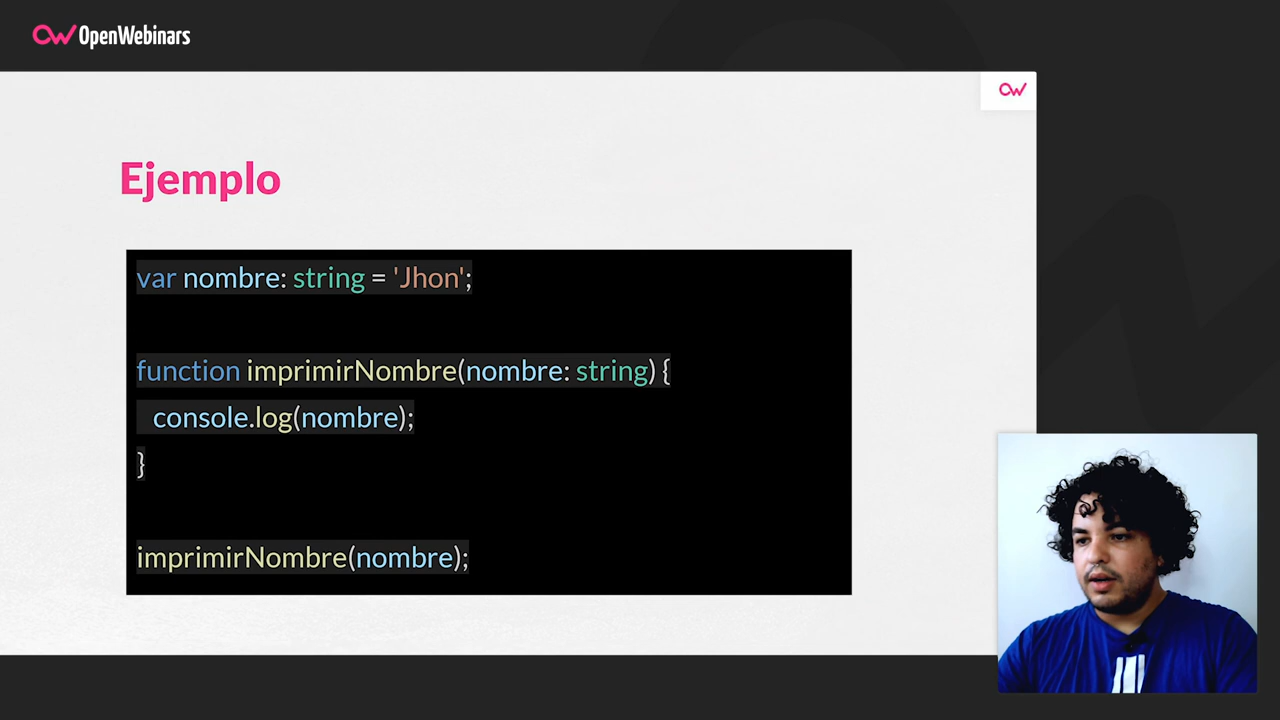 OpenWebinars
Ejemplo
var nombre: string = 'Jhon';
function imprimirNombre(nombre: string) {
console.log(nombre);
}
imprimirNombre(nombre);